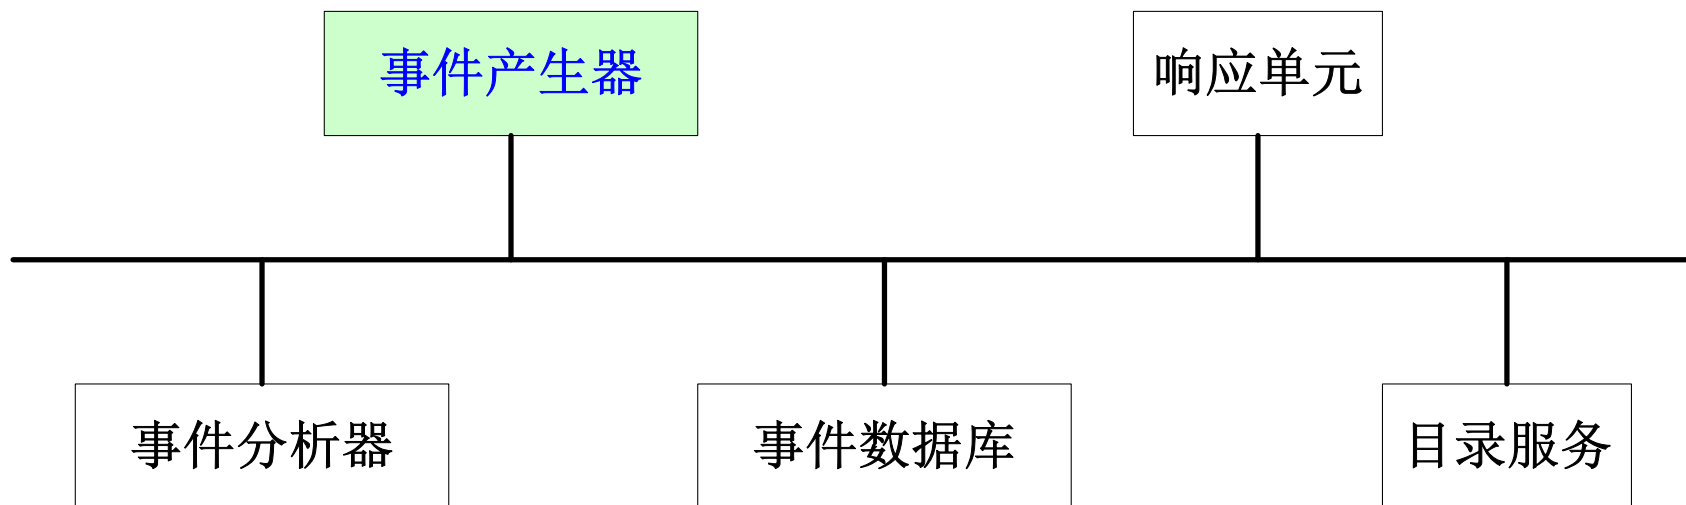 事件产生器
响应单元
事件分析器
事件数据库
目录服务